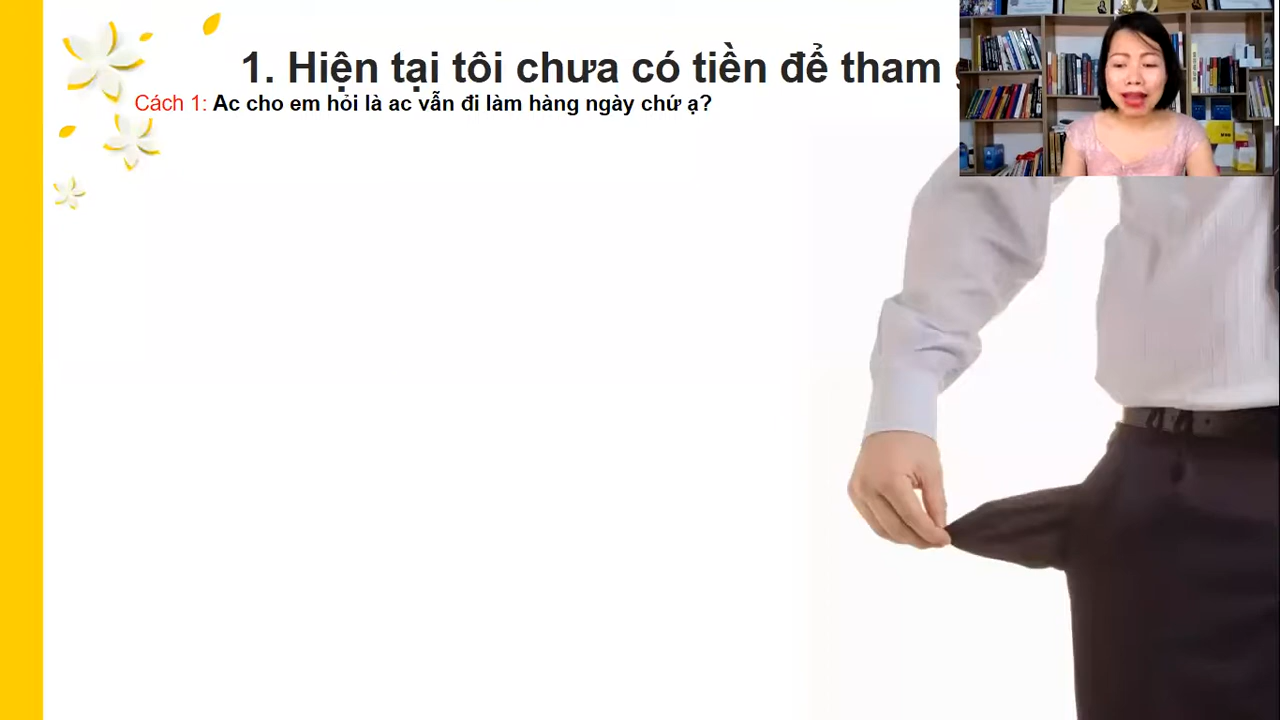 1. Hiện tại tôi chưa có tiền để tham
Cách 1: Ac cho em hỏi là ac vẫn đi làm hàng ngày chứ ạ?